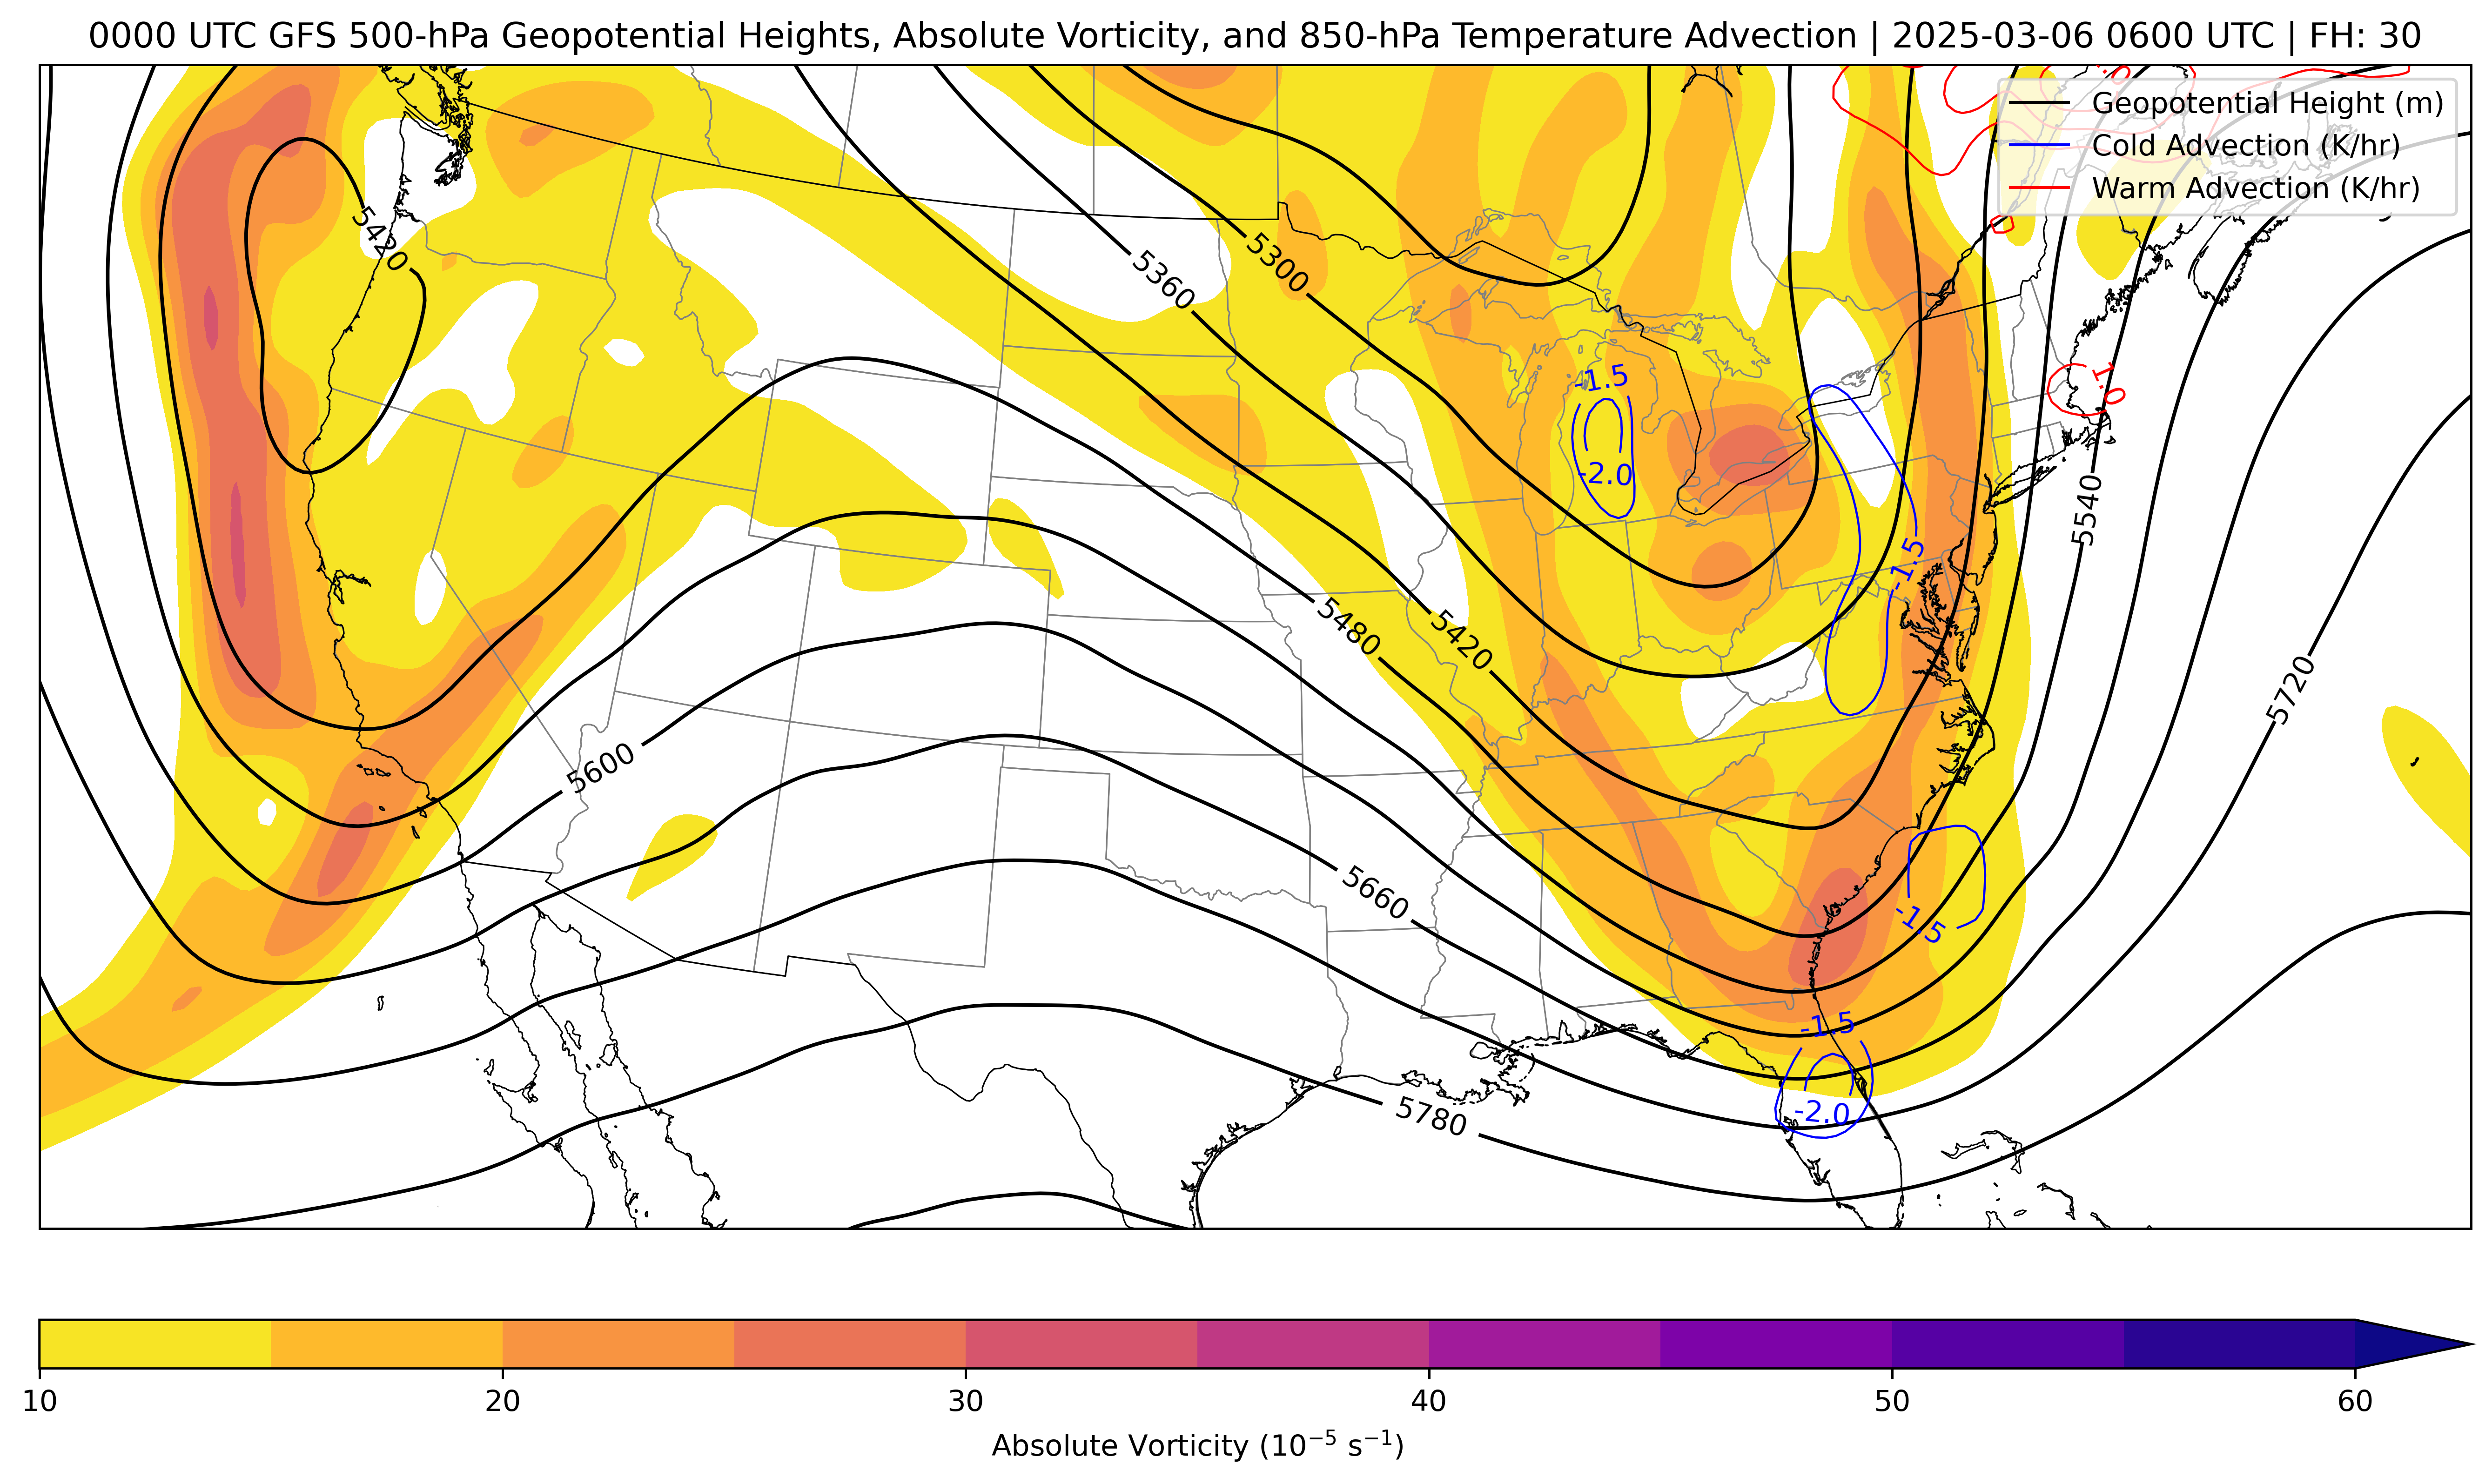 0000 UTC GFS 500-hPa Geopotential Heights, Absolute Vorticity, and 850-hPa Temperature Advection | 2025-03-06 0600 UTC | FH: 30
Geopotential Height (m)
Cold Advection (K/hr)
Warm Advection (K/hr)
5420
5360
5300
-1.5
-2.0
1.0
5540
-1.5
5480
5420
5720
5600
5660
-1.5
-1.5
-2.0
5780
10 20 30 40 50 60
Absolute Vorticity (10⁻⁵ s⁻¹)